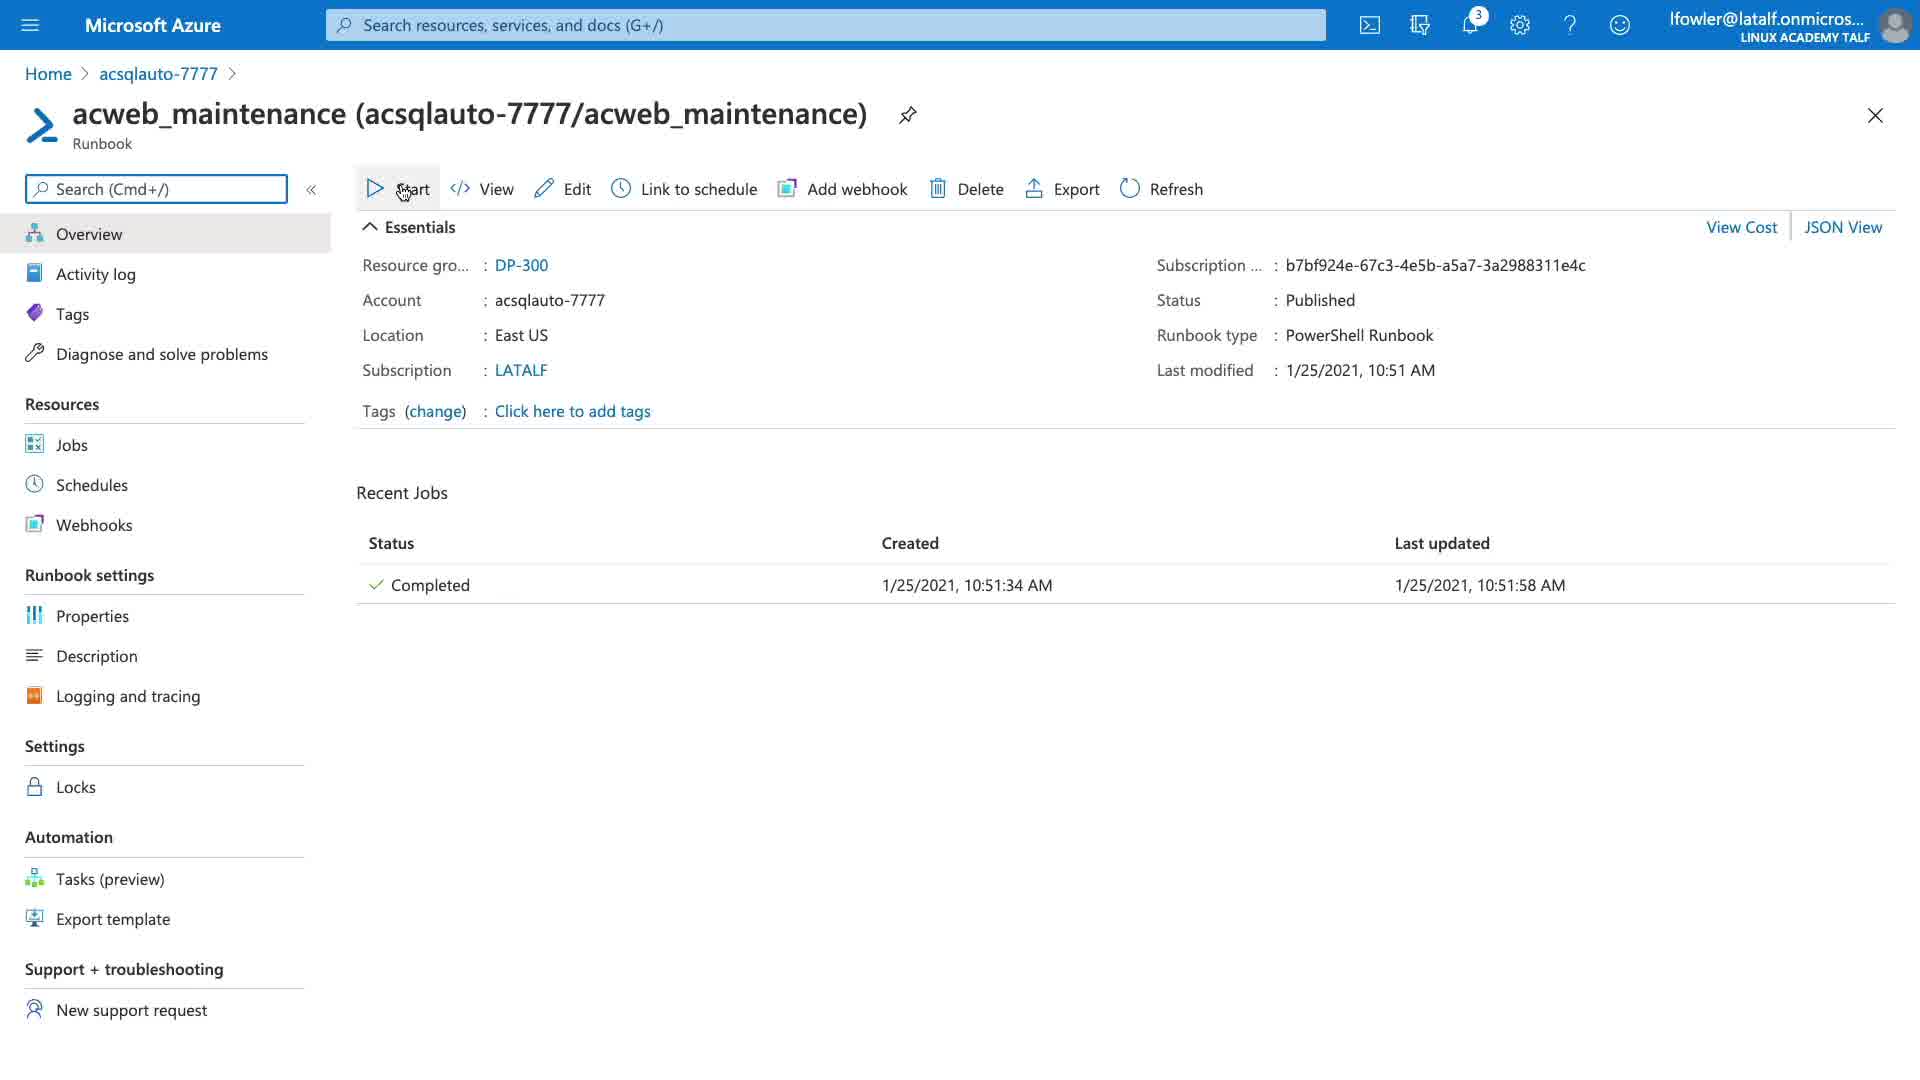 Microsoft Azure
Search resources, services, and docs (G+/)
3
lfowler@latalf.onmicros...
LINUX ACADEMY TALF
Home > acsqlauto-7777 >
acweb_maintenance (acsqlauto-7777/acweb_maintenance)
Runbook
Search (Cmd+/)
«
Start
View
Edit
Link to schedule
Add webhook
Delete
Export
Refresh
Overview
Activity log
Tags
Diagnose and solve problems
Resources
Jobs
Schedules
Webhooks
Runbook settings
Properties
Description
Logging and tracing
Settings
Locks
Automation
Tasks (preview)
Export template
Support + troubleshooting
New support request
Essentials
View Cost
JSON View
Resource gro... : DP-300
Account : acsqlauto-7777
Location : East US
Subscription : LATALF
Tags (change) : Click here to add tags
Subscription ... : b7bf924e-67c3-4e5b-a5a7-3a2988311e4c
Status : Published
Runbook type : PowerShell Runbook
Last modified : 1/25/2021, 10:51 AM
Recent Jobs
Status Created Last updated
Completed 1/25/2021, 10:51:34 AM 1/25/2021, 10:51:58 AM